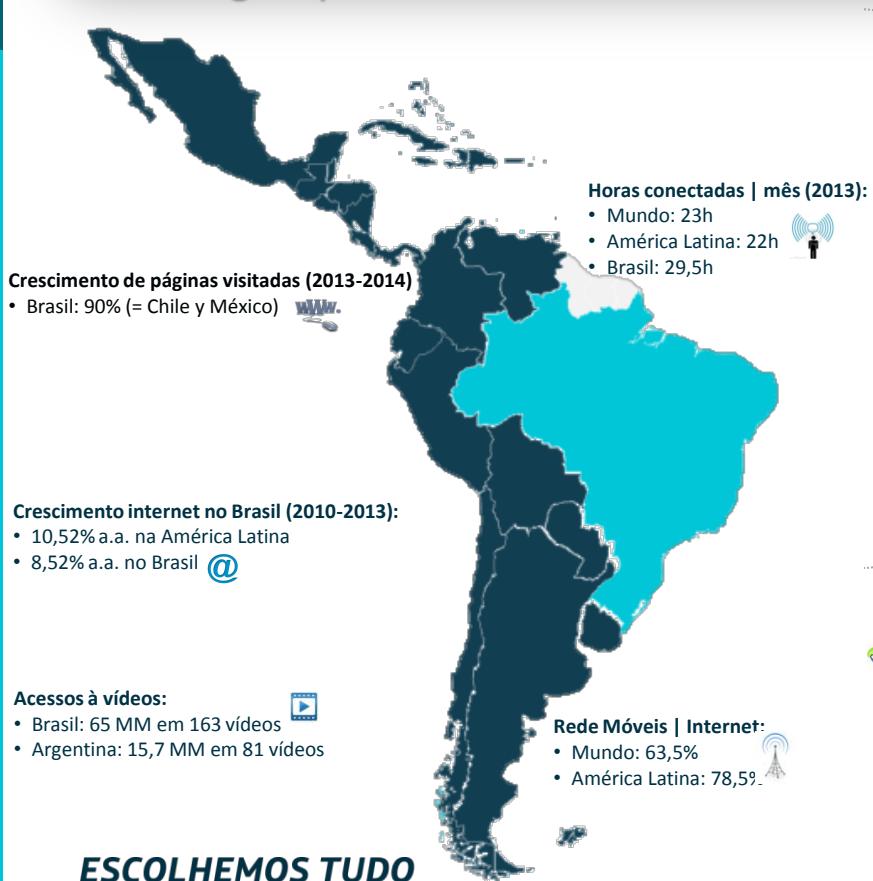 Horas conectadas | mês (2013):
• Mundo: 23h
• América Latina: 22h
• Brasil: 29,5h
Crescimento de páginas visitadas (2013-2014)
• Brasil: 90% (= Chile y México)
www.
Crescimento internet no Brasil (2010-2013):
• 10,52% a.a. na América Latina
• 8,52% a.a. no Brasil @
Acessos à vídeos:
• Brasil: 65 MM em 163 vídeos
• Argentina: 15,7 MM em 81 vídeos
Rede Móveis | Internet:
• Mundo: 63,5%
• América Latina: 78,5%
ESCOLHEMOS TUDO